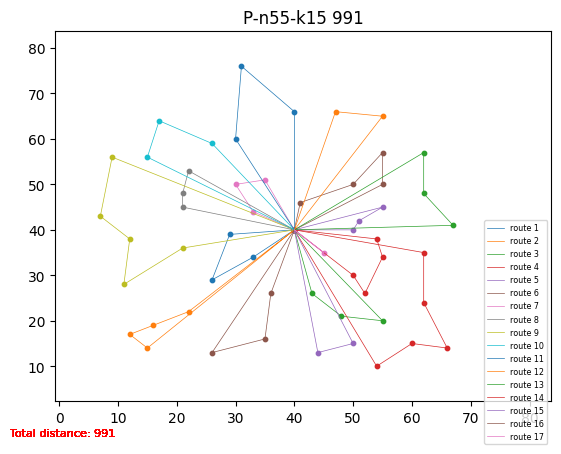 P-n55-k15 991
80
70
60
50
40
30
20
10
0 10 20 30 40 50 60 70 80
route 1
route 2
route 3
route 4
route 5
route 6
route 7
route 8
route 9
route 10
route 11
route 12
route 13
route 14
route 15
route 16
route 17
Total distance: 991